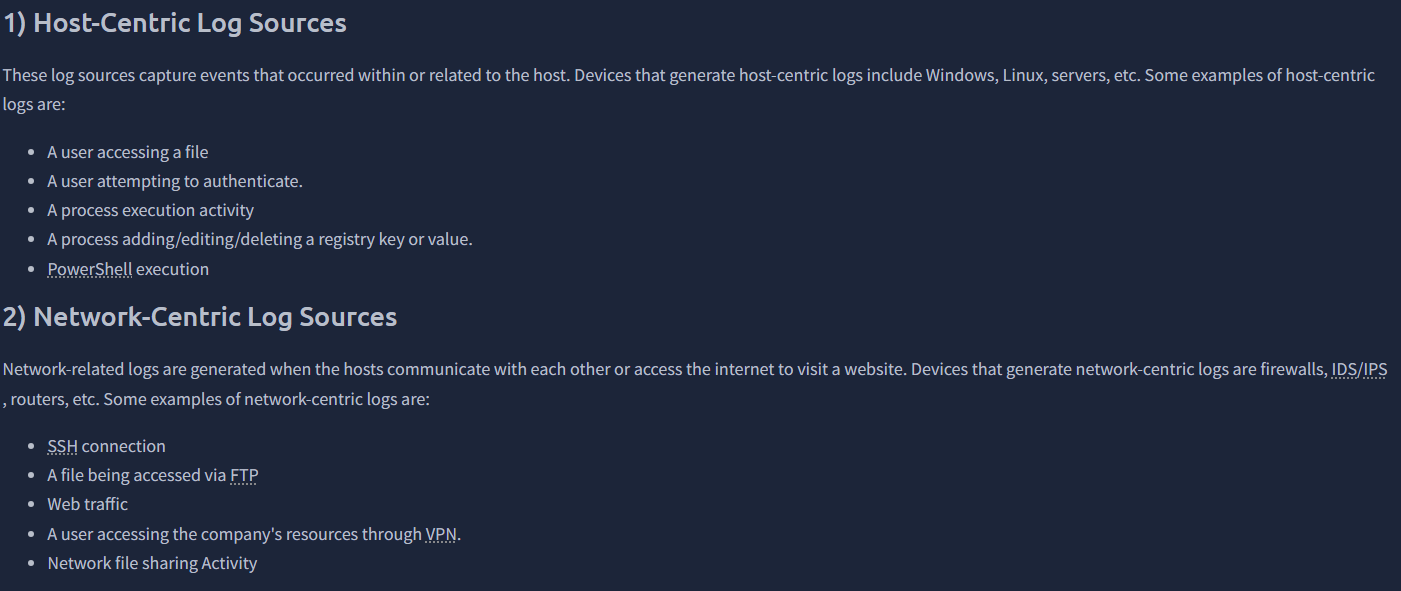 1) Host-Centric Log Sources
These log sources capture events that occurred within or related to the host. Devices that generate host-centric logs include Windows, Linux, servers, etc. Some examples of host-centric
logs are:
• A user accessing a file
• A user attempting to authenticate.
• A process execution activity
• A process adding/editing/deleting a registry key or value.
• PowerShell execution
2) Network-Centric Log Sources
Network-related logs are generated when the hosts communicate with each other or access the internet to visit a website. Devices that generate network-centric logs are firewalls, IDS/IPS
, routers, etc. Some examples of network-centric logs are:
• SSH connection
• A file being accessed via FTP
• Web traffic
• A user accessing the company's resources through VPN.
• Network file sharing Activity